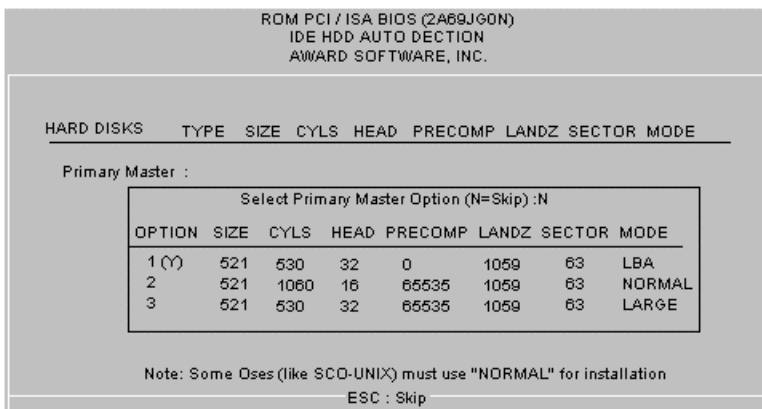 ROM PCI / ISA BIOS (2A69JG0N)
IDE HDD AUTO DECTION
AWARD SOFTWARE, INC.
HARD DISKS TYPE SIZE CYLS HEAD PRECOMP LANDZ SECTOR MODE
Primary Master :
Select Primary Master Option (N=Skip) :N
OPTION SIZE CYLS HEAD PRECOMP LANDZ SECTOR MODE
1 (Y) 521 530 32 0 1059 63 LBA
2 521 1060 16 65535 1059 63 NORMAL
3 521 530 32 65535 1059 63 LARGE
Note: Some Oses (like SCO-UNIX) must use "NORMAL" for installation
ESC : Skip